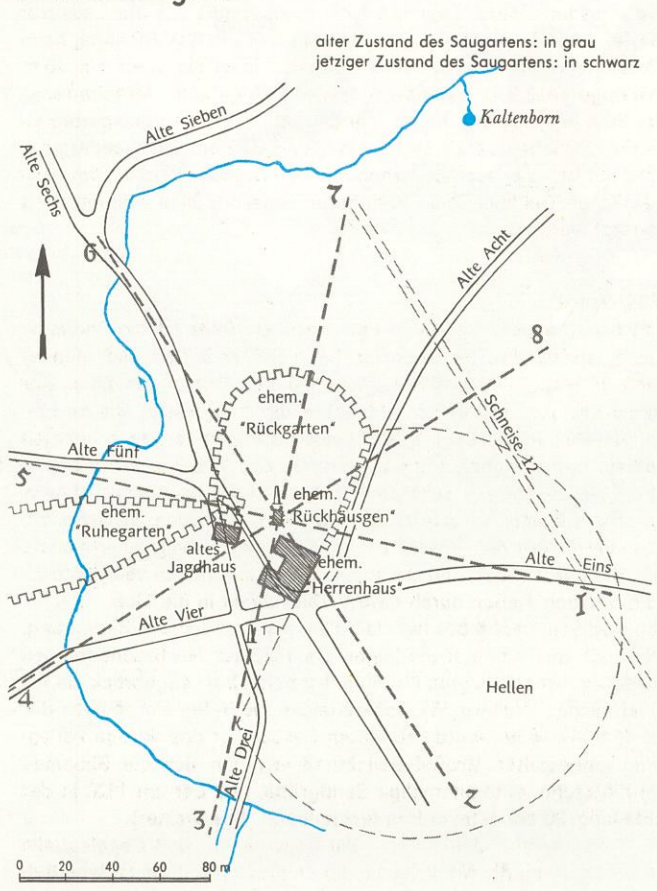 alter Zustand des Saugartens: in grau
jetziger Zustand des Saugartens: in schwarz
Kaltenborn
Alte Sieben
Alte Sechs
7
Alte Acht
6
8
ehem.
"Rückgarten"
Schneise 12
Alte Fünf
5
ehem.
"Ruhegarten"
ehem.
Rückhäusgen"
altes
Jagdhaus
ehem.
Herrenhaus"
Alte Eins
1
Alte Vier
4
Hellen
Alte Drei
2
3
0 20 40 60 80 m